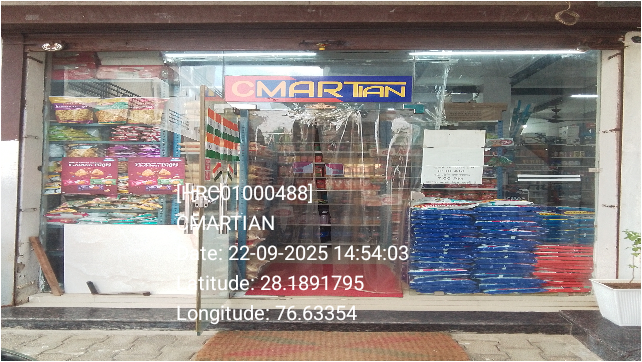 CMARTIAN
[HRC01000488]
CMARTIAN
Date: 22-09-2025 14:54:03
Latitude: 28.1891795
Longitude: 76.63354